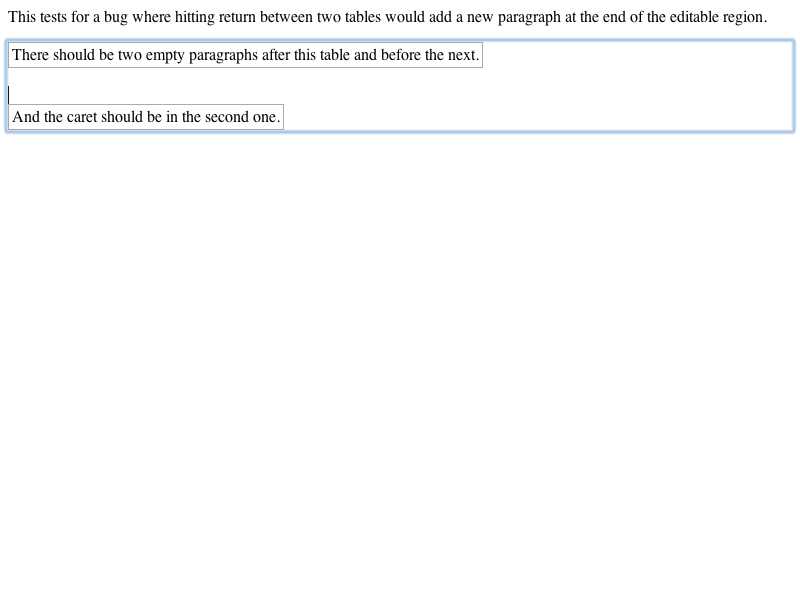 This tests for a bug where hitting return between two tables would add a new paragraph at the end of the editable region.
There should be two empty paragraphs after this table and before the next.
And the caret should be in the second one.